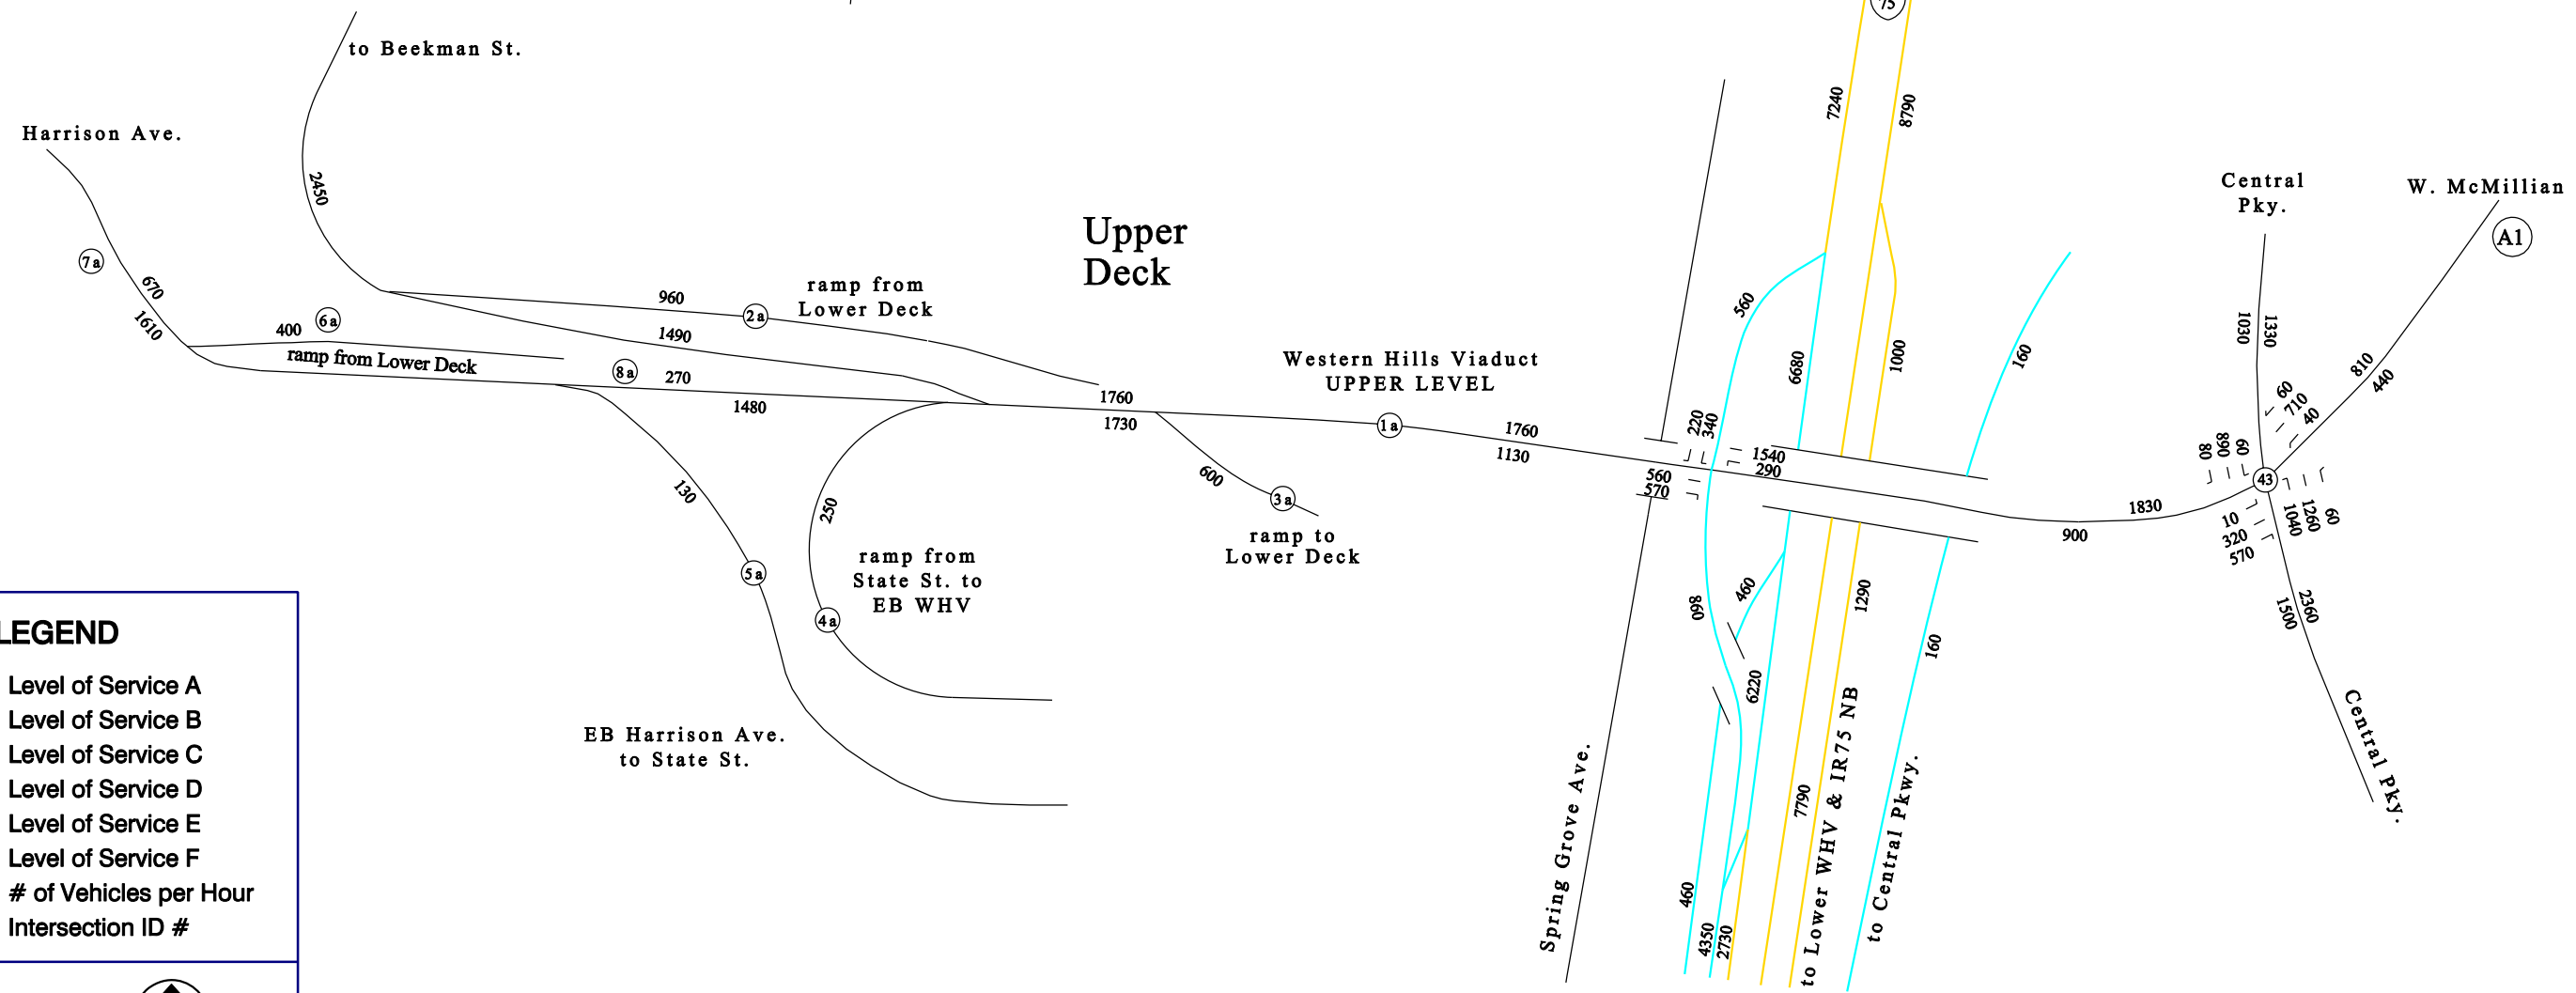 75
to Beekman St.
Harrison Ave.
7240
8790
Central
Pky.
W. McMillian
A1
2450
Upper
Deck
7a
670
1610
ramp from
Lower Deck
960
2a
6a
400
1490
ramp from Lower Deck
8a
270
1480
560
6680
1000
160
1030
1330
810
440
Western Hills Viaduct
UPPER LEVEL
1760
1730
1a
1760
1130
220
340
1540
290
560
570
60
710
40
80
890
60
43
1830
900
10
320
570
1040
1260
60
130
250
600
3a
ramp to
Lower Deck
5a
4a
ramp from
State St. to
EB WHV
890
460
1290
160
1500
2360
LEGEND
Level of Service A
Level of Service B
Level of Service C
Level of Service D
Level of Service E
Level of Service F
# of Vehicles per Hour
Intersection ID #
EB Harrison Ave.
to State St.
6220
7790
Spring Grove Ave.
to Lower WHV & IR75 NB
to Central Pkwy.
Central Pky.
460
4350
2730